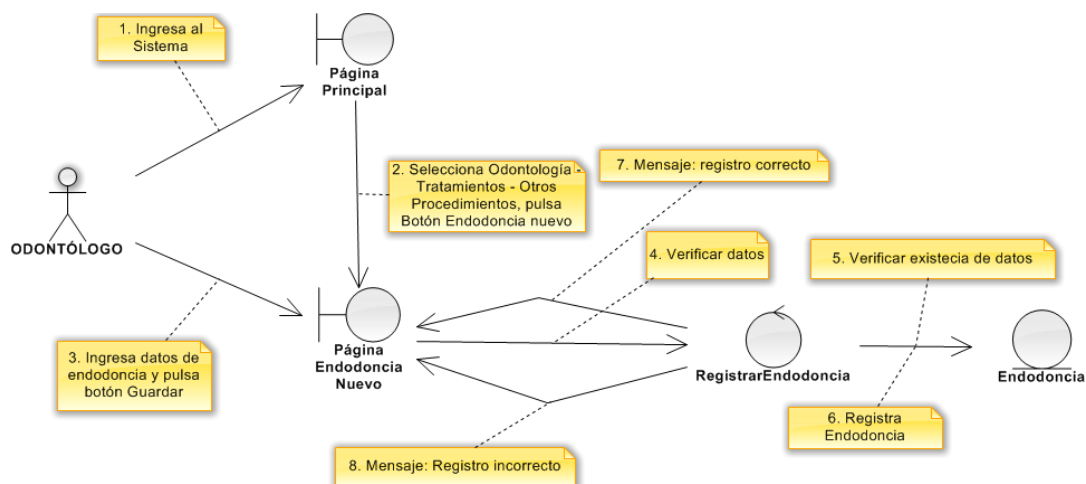 1. Ingresa al
Sistema
Página
Principal
2. Selecciona Odontología -
Tratamientos - Otros
Procedimientos, pulsa
Botón Endodoncia nuevo
7. Mensaje: registro correcto
ODONTÓLOGO
4. Verificar datos
5. Verificar existecia de datos
3. Ingresa datos de
endodoncia y pulsa
botón Guardar
Página
Endodoncia
Nuevo
RegistrarEndodoncia
Endodoncia
6. Registra
Endodoncia
8. Mensaje: Registro incorrecto